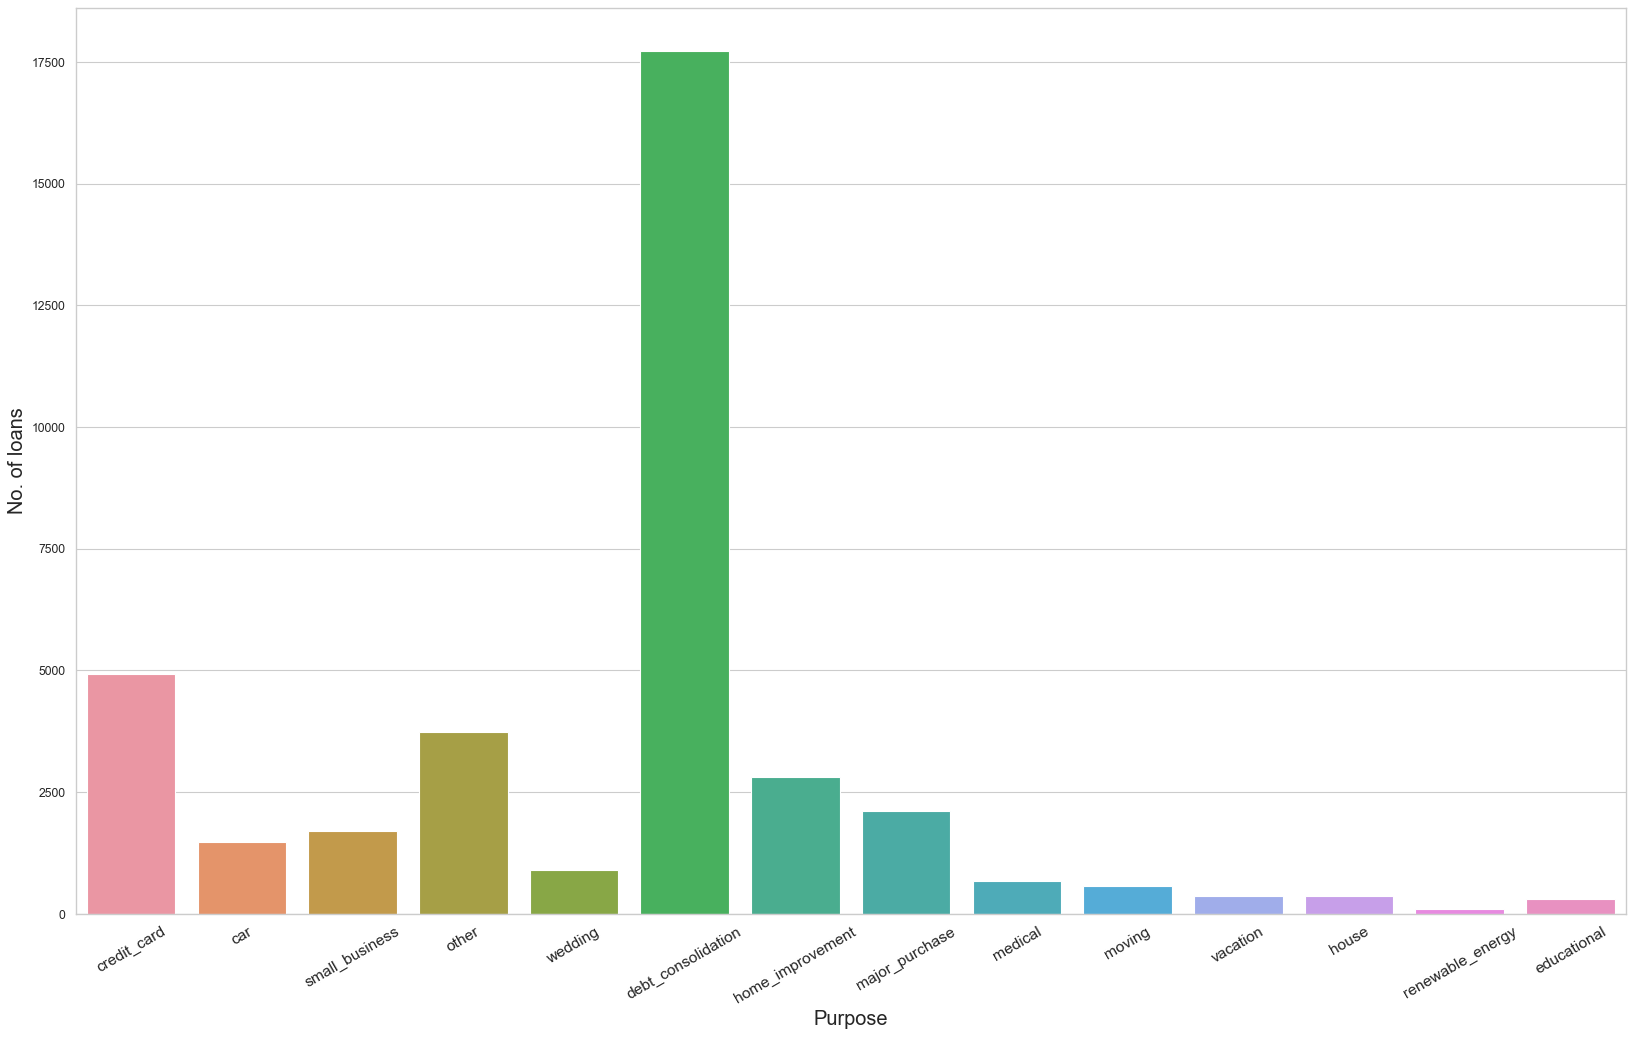 No. of loans
17500
15000
12500
10000
7500
5000
2500
0
credit_card
car
small_business
other
wedding
debt_consolidation
home_improvement
major_purchase
medical
moving
vacation
house
renewable_energy
educational
Purpose